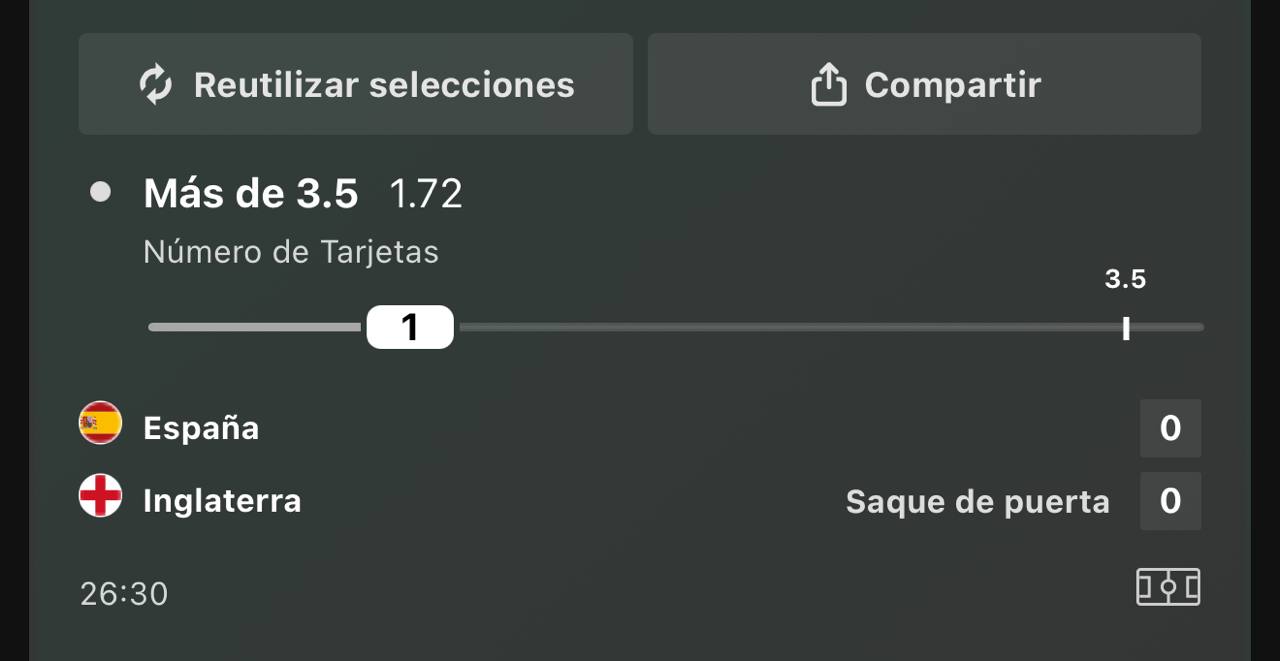 Reutilizar selecciones Compartir
Más de 3.5 1.72
Número de Tarjetas
3.5
1
España 0
Inglaterra Saque de puerta 0
26:30